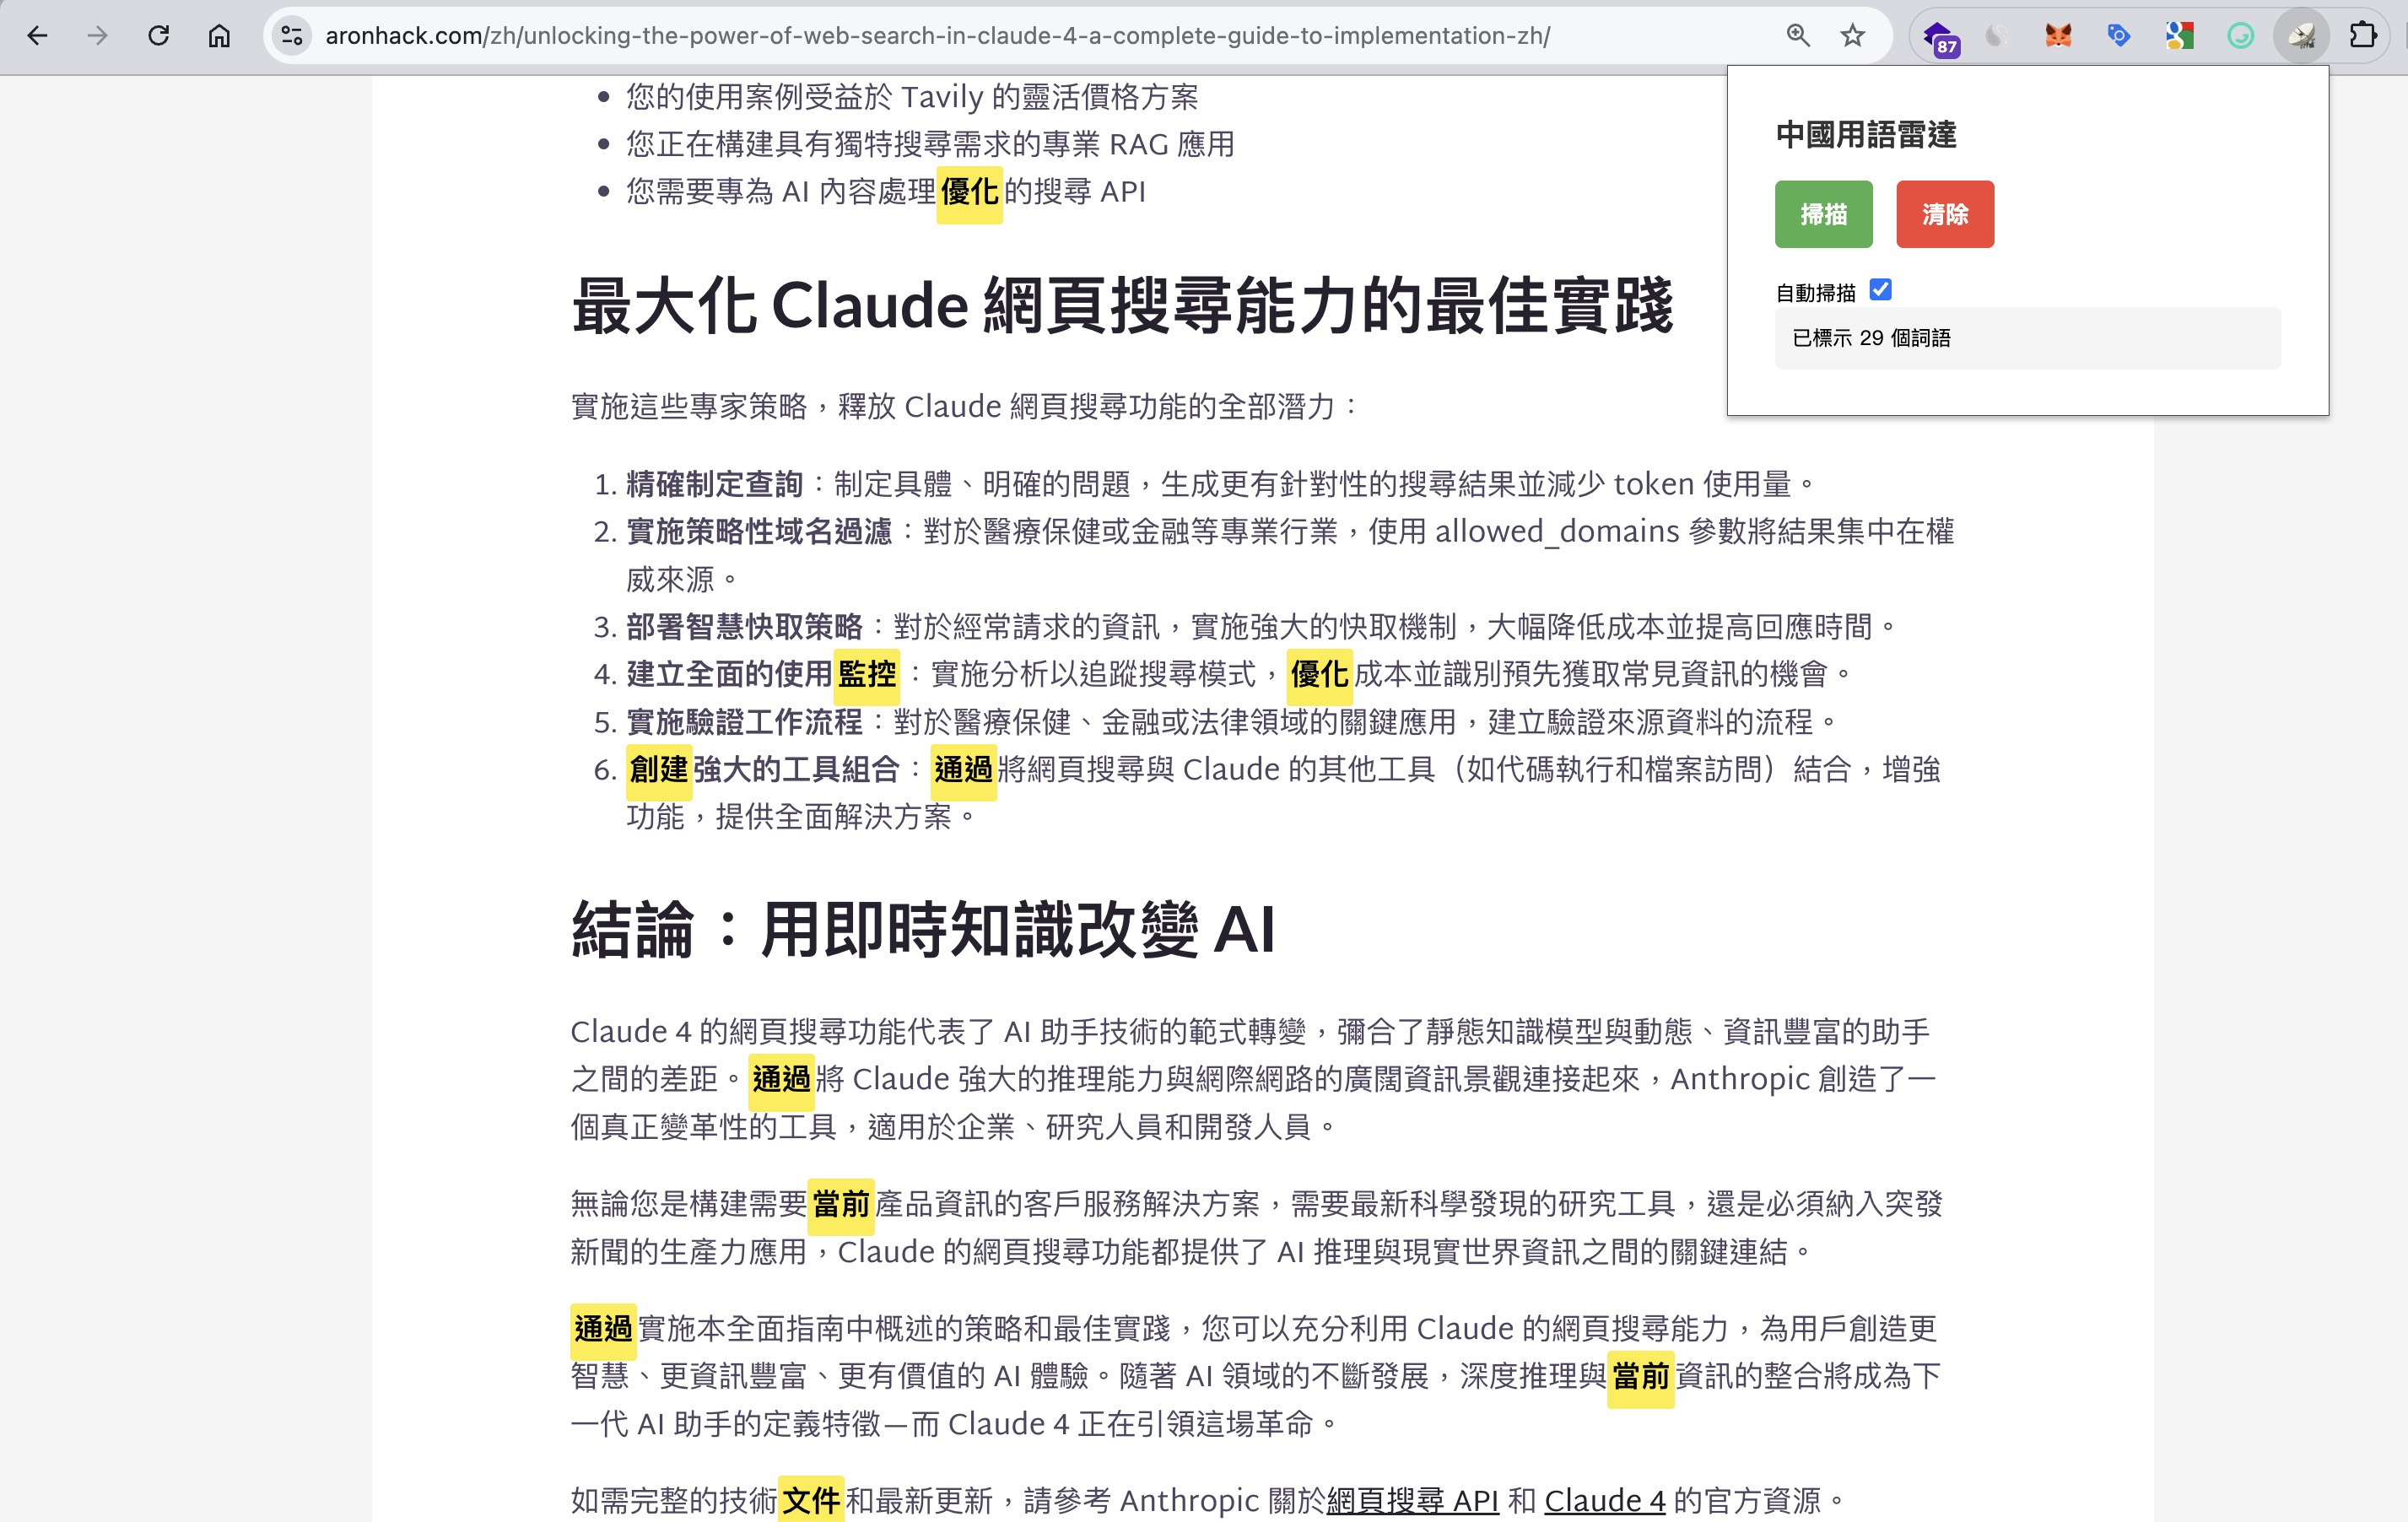 aronhack.com/zh/unlocking-the-power-of-web-search-in-claude-4-a-complete-guide-to-implementation-zh/
87
中國用語雷達
掃描 清除
自動掃描
已標示 29 個詞語
您的使用案例受益於 Tavily 的靈活價格方案
您正在構建具有獨特搜尋需求的專業 RAG 應用
您需要專為 AI 內容處理優化的搜尋 API
最大化 Claude 網頁搜尋能力的最佳實踐
實施這些專家策略，釋放 Claude 網頁搜尋功能的全部潛力：
1. 精確制定查詢：制定具體、明確的問題，生成更有針對性的搜尋結果並減少 token 使用量。
2. 實施策略性域名過濾：對於醫療保健或金融等專業行業，使用 allowed_domains 參數將結果集中在權
威來源。
3. 部署智慧快取策略：對於經常請求的資訊，實施強大的快取機制，大幅降低成本並提高回應時間。
4. 建立全面的使用監控：實施分析以追蹤搜尋模式，優化成本並識別預先獲取常見資訊的機會。
5. 實施驗證工作流程：對於醫療保健、金融或法律領域的關鍵應用，建立驗證來源資料的流程。
6. 創建強大的工具組合：通過將網頁搜尋與 Claude 的其他工具（如代碼執行和檔案訪問）結合，增強
功能，提供全面解決方案。
結論：用即時知識改變 AI
Claude 4 的網頁搜尋功能代表了 AI 助手技術的範式轉變，彌合了靜態知識模型與動態、資訊豐富的助手
之間的差距。通過將 Claude 強大的推理能力與網際網路的廣闊資訊景觀連接起來，Anthropic 創造了一
個真正變革性的工具，適用於企業、研究人員和開發人員。
無論您是構建需要當前產品資訊的客戶服務解決方案，需要最新科學發現的研究工具，還是必須納入突發
新聞的生產力應用，Claude 的網頁搜尋功能都提供了 AI 推理與現實世界資訊之間的關鍵連結。
通過實施本全面指南中概述的策略和最佳實踐，您可以充分利用 Claude 的網頁搜尋能力，為用戶創造更
智慧、更資訊豐富、更有價值的 AI 體驗。隨著 AI 領域的不斷發展，深度推理與當前資訊的整合將成為下
一代 AI 助手的定義特徵—而 Claude 4 正在引領這場革命。
如需完整的技術文件和最新更新，請參考 Anthropic 關於網頁搜尋 API 和 Claude 4 的官方資源。